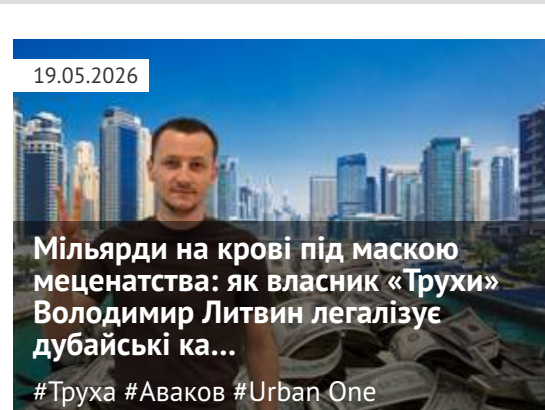 19.05.2026
Мільярди на крові під маскою
меценатства: як власник «Трухи»
Володимир Литвин легалізує
дубайські ка...
#Труха #Аваков #Urban One